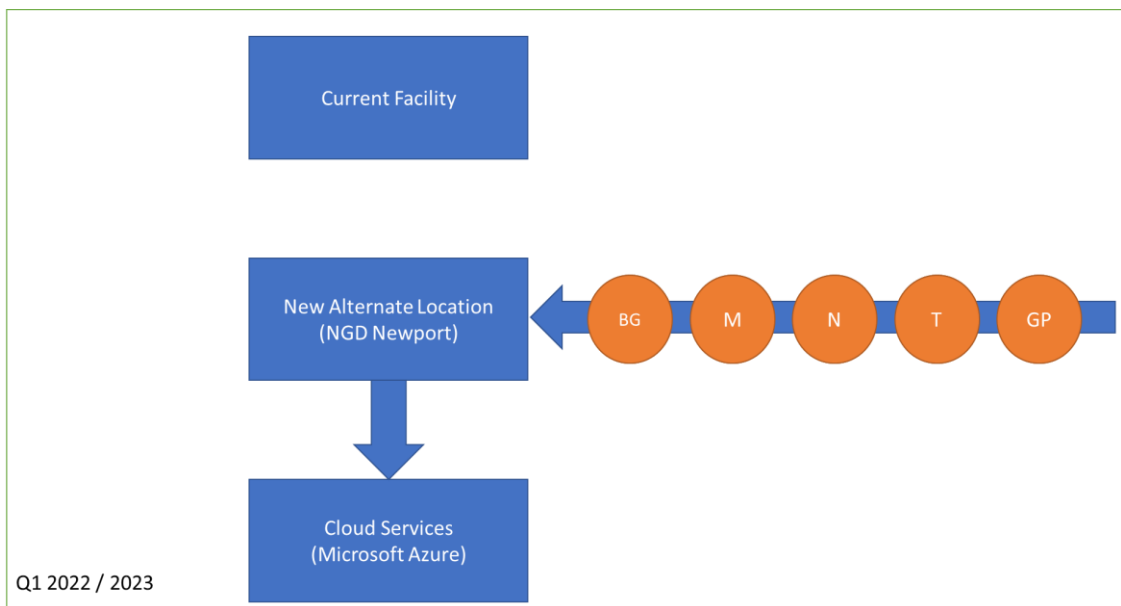 Current Facility
New Alternate Location
(NGD Newport)
BG M N T GP
Cloud Services
(Microsoft Azure)
Q1 2022 / 2023